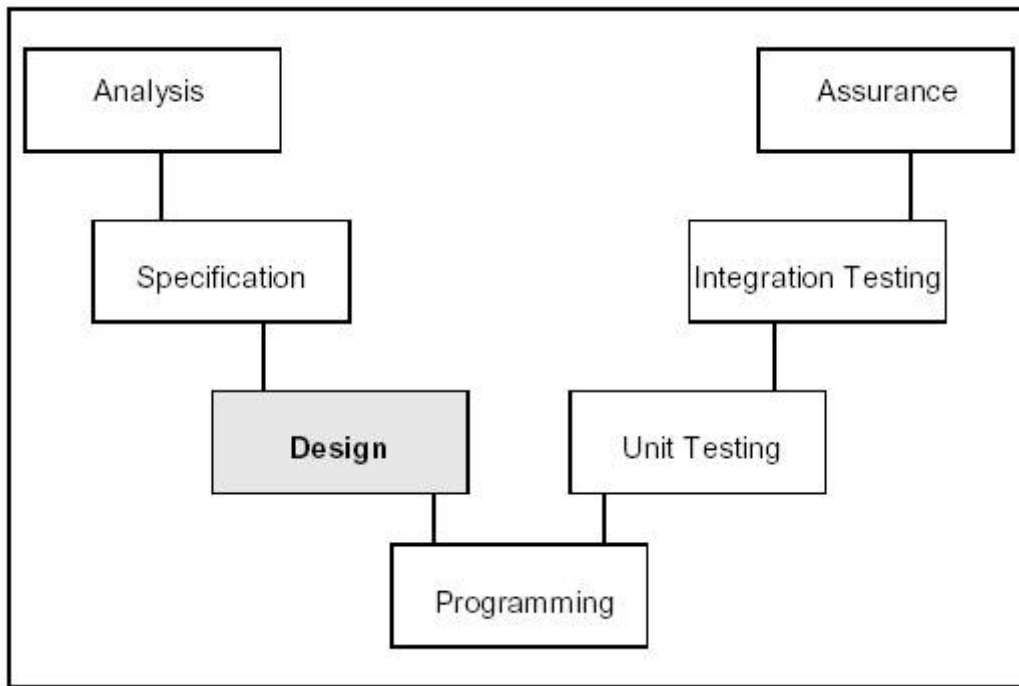 Analysis
Assurance
Specification
Integration Testing
Design
Unit Testing
Programming